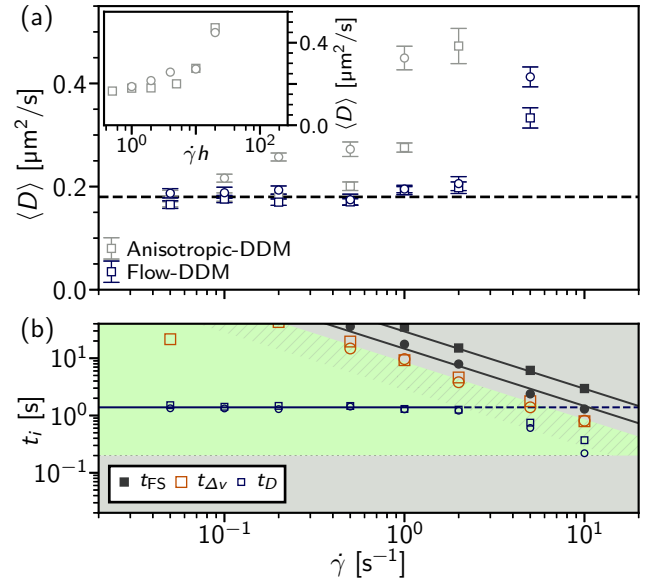 (a)
⟨D⟩ [μm²/s]
0.4
0.2
0.0
0.4
0.0
⟨D⟩ [μm²/s]
10⁰ 10²
γ̇h
Anisotropic-DDM
Flow-DDM
(b)
tᵢ [s]
10¹
10⁰
10⁻¹
t_FS t_Δv t_D
10⁻¹ 10⁰ 10¹
γ̇ [s⁻¹]